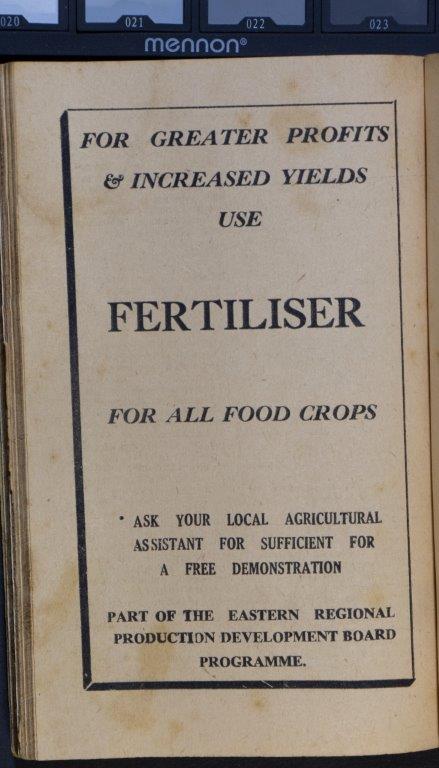 020 021 022 023
mennon®
FOR GREATER PROFITS
& INCREASED YIELDS
USE
FERTILISER
FOR ALL FOOD CROPS
* ASK YOUR LOCAL AGRICULTURAL
ASSISTANT FOR SUFFICIENT FOR
A FREE DEMONSTRATION
PART OF THE EASTERN REGIONAL
PRODUCTION DEVELOPMENT BOARD
PROGRAMME.